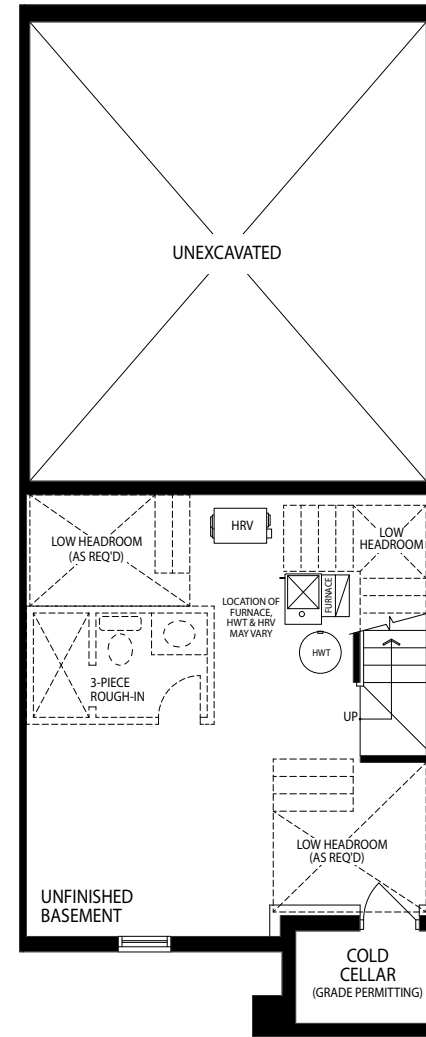 UNEXCAVATED
LOW HEADROOM
(AS REQ'D)
HRV
LOW
HEADROOM
LOCATION OF
FURNACE,
HWT & HRV
MAY VARY
FURNACE
HWT
3-PIECE
ROUGH-IN
UP
LOW HEADROOM
(AS REQ'D)
UNFINISHED
BASEMENT
COLD
CELLAR
(GRADE PERMITTING)